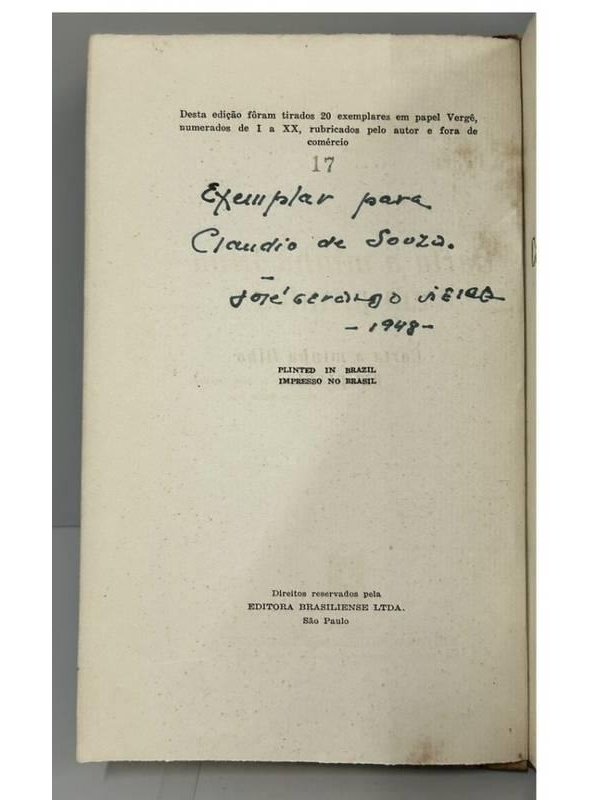 Desta edição fôram tirados 20 exemplares em papel Vergê,
numerados de I a XX, rubricados pelo autor e fora de
comércio
17
Exemplar para
Claudio de Souza.
José Geraldo Vieira
- 1948 -
PLINTED IN BRAZIL
IMPRESSO NO BRASIL
Direitos reservados pela
EDITORA BRASILIENSE LTDA.
São Paulo